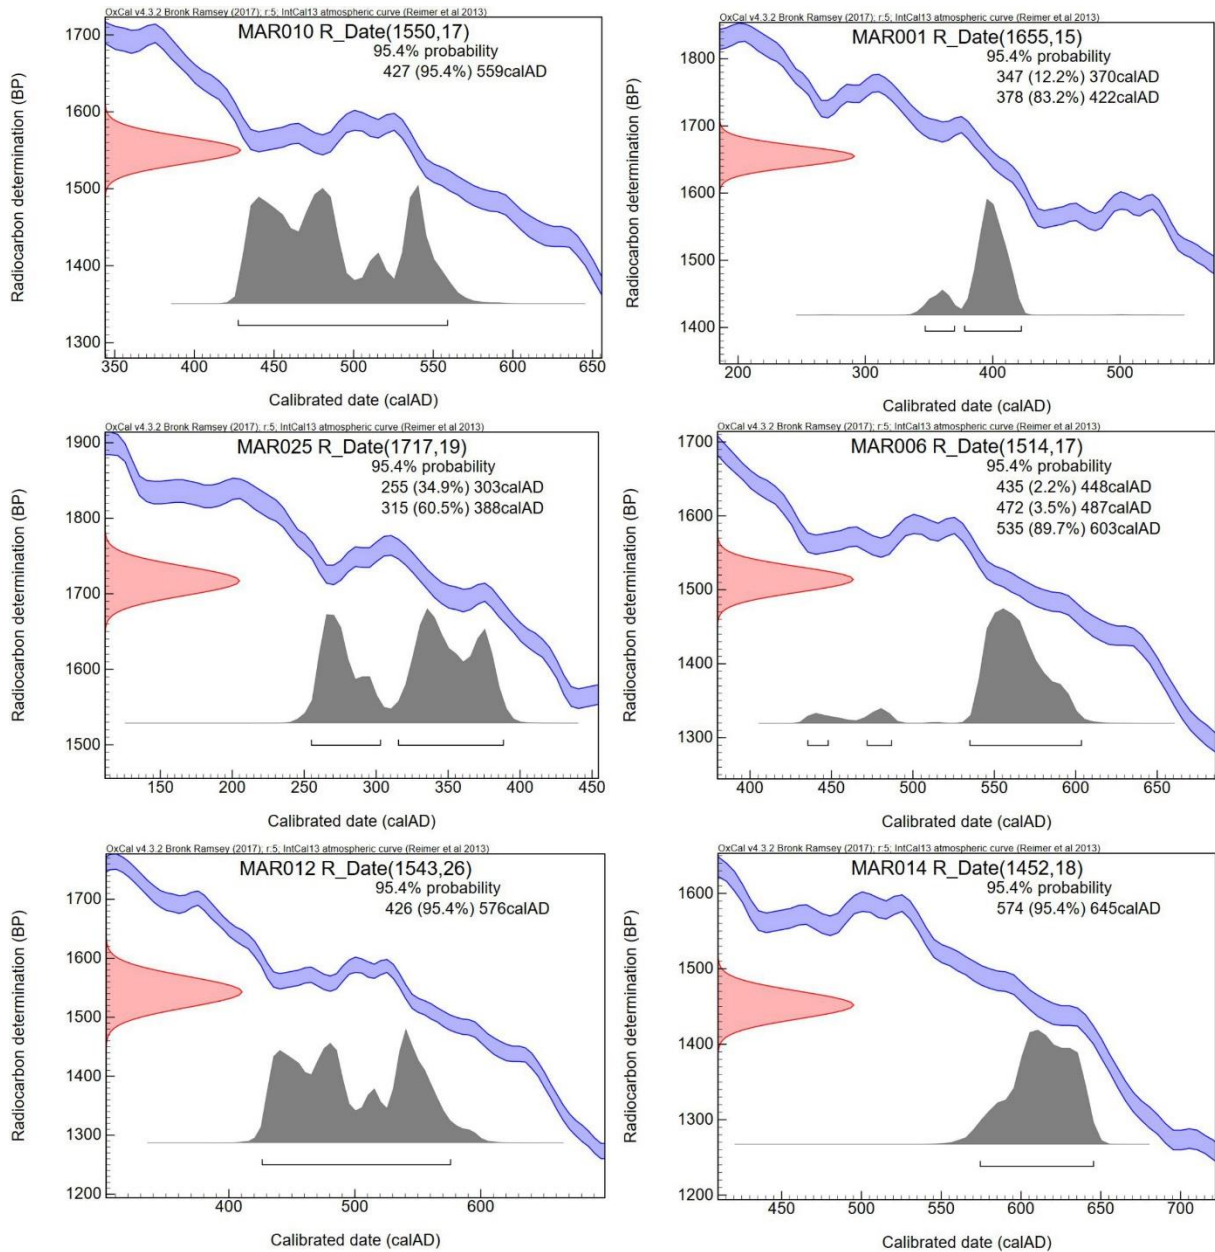 OxCal v4.3.2 Bronk Ramsey (2017); r:5; IntCal13 atmospheric curve (Reimer et al 2013)
MAR010 R_Date(1550,17)
95.4% probability
427 (95.4%) 559calAD
Radiocarbon determination (BP)
1700
1600
1500
1400
1300
350 400 450 500 550 600 650
Calibrated date (calAD)
OxCal v4.3.2 Bronk Ramsey (2017); r:5; IntCal13 atmospheric curve (Reimer et al 2013)
MAR001 R_Date(1655,15)
95.4% probability
347 (12.2%) 370calAD
378 (83.2%) 422calAD
Radiocarbon determination (BP)
1800
1700
1600
1500
1400
200 300 400 500
Calibrated date (calAD)
OxCal v4.3.2 Bronk Ramsey (2017); r:5; IntCal13 atmospheric curve (Reimer et al 2013)
MAR025 R_Date(1717,19)
95.4% probability
255 (34.9%) 303calAD
315 (60.5%) 388calAD
Radiocarbon determination (BP)
1900
1800
1700
1600
1500
150 200 250 300 350 400 450
Calibrated date (calAD)
OxCal v4.3.2 Bronk Ramsey (2017); r:5; IntCal13 atmospheric curve (Reimer et al 2013)
MAR006 R_Date(1514,17)
95.4% probability
435 (2.2%) 448calAD
472 (3.5%) 487calAD
535 (89.7%) 603calAD
Radiocarbon determination (BP)
1700
1600
1500
1400
1300
400 450 500 550 600 650
Calibrated date (calAD)
OxCal v4.3.2 Bronk Ramsey (2017); r:5; IntCal13 atmospheric curve (Reimer et al 2013)
MAR012 R_Date(1543,26)
95.4% probability
426 (95.4%) 576calAD
Radiocarbon determination (BP)
1700
1600
1500
1400
1300
1200
400 500 600
Calibrated date (calAD)
OxCal v4.3.2 Bronk Ramsey (2017); r:5; IntCal13 atmospheric curve (Reimer et al 2013)
MAR014 R_Date(1452,18)
95.4% probability
574 (95.4%) 645calAD
Radiocarbon determination (BP)
1600
1500
1400
1300
1200
450 500 550 600 650 700
Calibrated date (calAD)